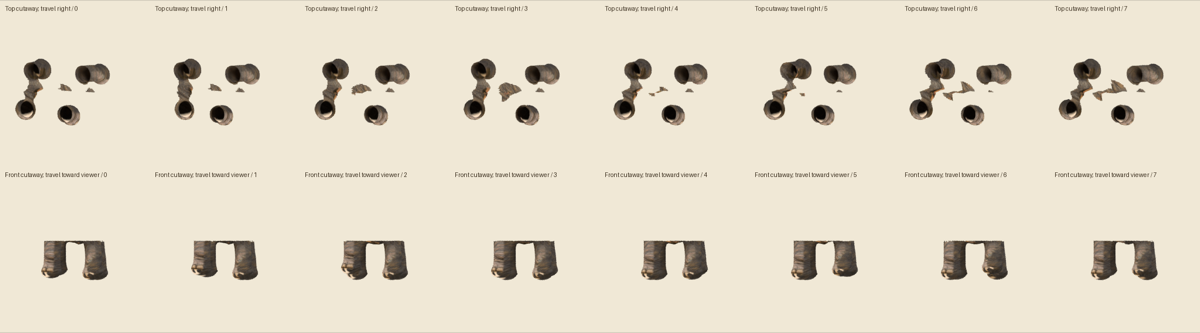 Top cutaway, travel right / 0
Top cutaway, travel right / 1
Top cutaway, travel right / 2
Top cutaway, travel right / 3
Top cutaway, travel right / 4
Top cutaway, travel right / 5
Top cutaway, travel right / 6
Top cutaway, travel right / 7
Front cutaway, travel toward viewer / 0
Front cutaway, travel toward viewer / 1
Front cutaway, travel toward viewer / 2
Front cutaway, travel toward viewer / 3
Front cutaway, travel toward viewer / 4
Front cutaway, travel toward viewer / 5
Front cutaway, travel toward viewer / 6
Front cutaway, travel toward viewer / 7